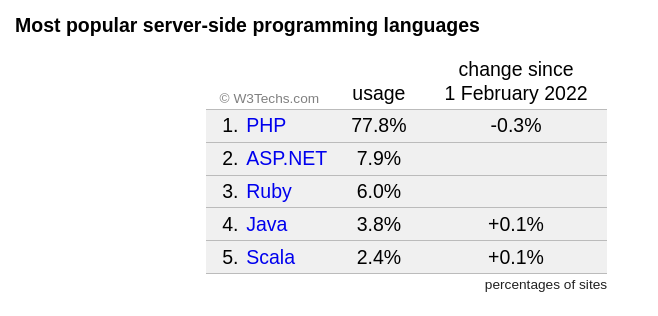 Most popular server-side programming languages
change since
© W3Techs.com usage 1 February 2022
1. PHP 77.8% -0.3%
2. ASP.NET 7.9%
3. Ruby 6.0%
4. Java 3.8% +0.1%
5. Scala 2.4% +0.1%
percentages of sites